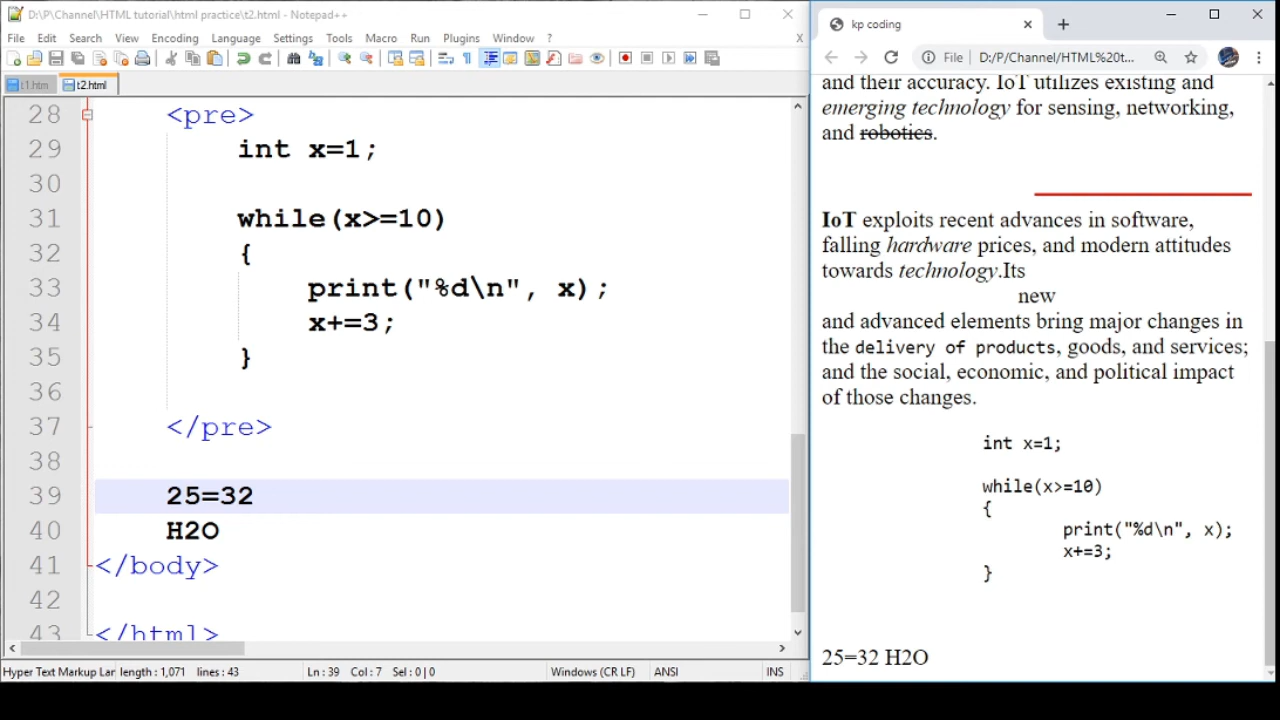 D:\P\Channel\HTML tutorial\html practice\t2.html - Notepad++
File Edit Search View Encoding Language Settings Tools Macro Run Plugins Window ? X
t1.htm t2.html
28 <pre>
29 int x=1;
30
31 while(x>=10)
32 {
33 print("%d\n", x);
34 x+=3;
35 }
36
37 </pre>
38
39 25=32
40 H2O
41 </body>
42
43 </html>
Hyper Text Markup Lar length : 1,071 lines : 43 Ln : 39 Col : 7 Sel : 0 | 0 Windows (CR LF) ANSI INS
kp coding
File D:/P/Channel/HTML%20t...
and their accuracy. IoT utilizes existing and
emerging technology for sensing, networking,
and robotics.
IoT exploits recent advances in software,
falling hardware prices, and modern attitudes
towards technology.Its
new
and advanced elements bring major changes in
the delivery of products, goods, and services;
and the social, economic, and political impact
of those changes.
int x=1;
while(x>=10)
{
print("%d\n", x);
x+=3;
}
25=32 H2O